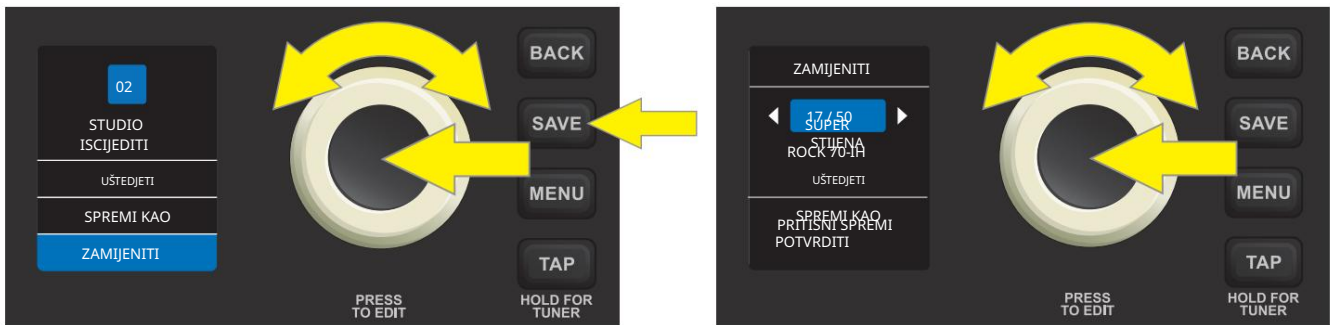 02
STUDIO
ISCIJEDITI
UŠTEDJETI
SPREMI KAO
ZAMIJENITI
BACK
SAVE
MENU
TAP
PRESS
TO EDIT
HOLD FOR
TUNER
ZAMIJENITI
17 / 50
SUPER
STIJENA
ROCK 70-IH
UŠTEDJETI
SPREMI KAO
PRITISNI SPREMI
POTVRDITI
BACK
SAVE
MENU
TAP
PRESS
TO EDIT
HOLD FOR
TUNER